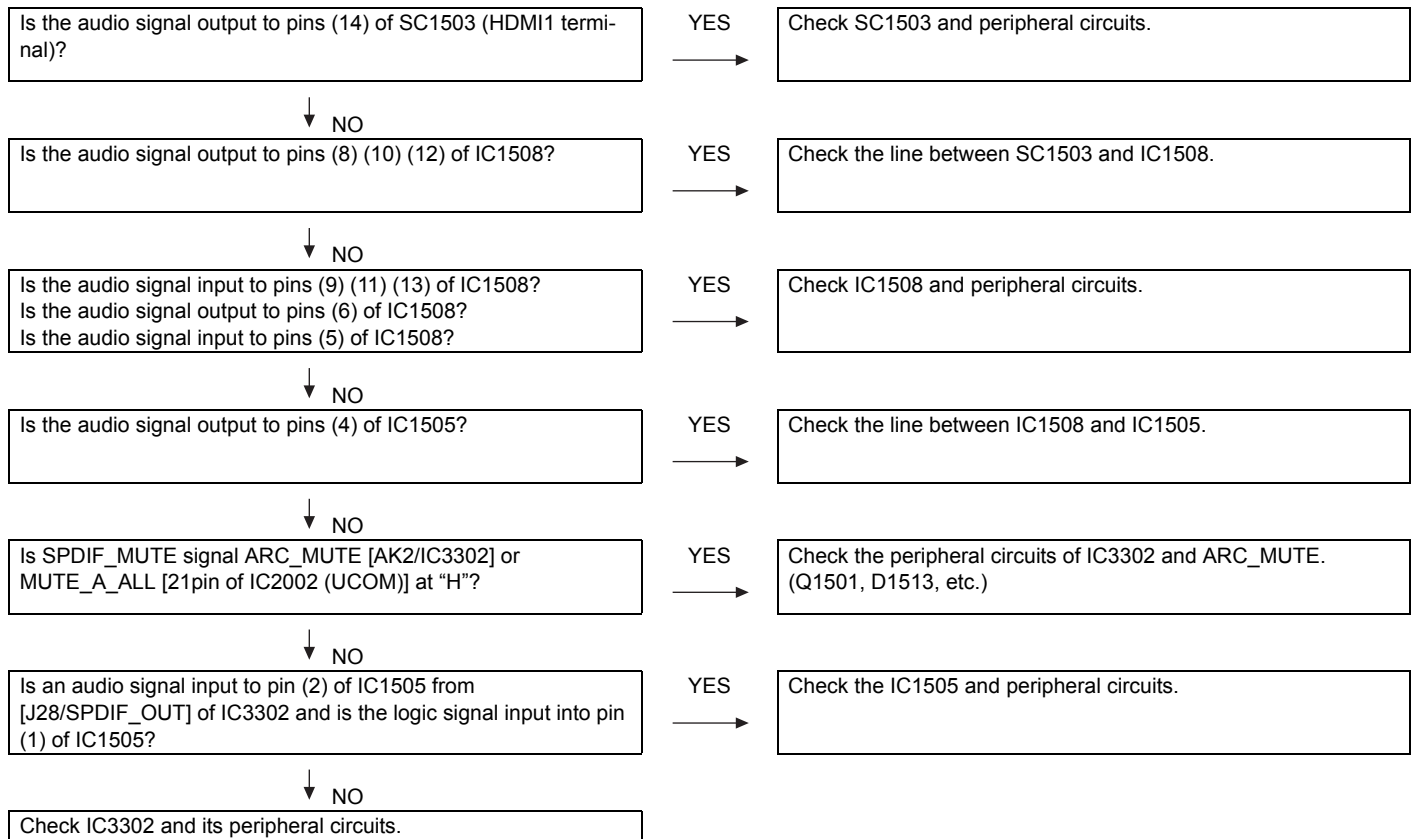 Is the audio signal output to pins (14) of SC1503 (HDMI1 termi-
nal)?
YES
Check SC1503 and peripheral circuits.
NO
Is the audio signal output to pins (8) (10) (12) of IC1508?
YES
Check the line between SC1503 and IC1508.
NO
Is the audio signal input to pins (9) (11) (13) of IC1508?
Is the audio signal output to pins (6) of IC1508?
Is the audio signal input to pins (5) of IC1508?
YES
Check IC1508 and peripheral circuits.
NO
Is the audio signal output to pins (4) of IC1505?
YES
Check the line between IC1508 and IC1505.
NO
Is SPDIF_MUTE signal ARC_MUTE [AK2/IC3302] or
MUTE_A_ALL [21pin of IC2002 (UCOM)] at “H”?
YES
Check the peripheral circuits of IC3302 and ARC_MUTE.
(Q1501, D1513, etc.)
NO
Is an audio signal input to pin (2) of IC1505 from
[J28/SPDIF_OUT] of IC3302 and is the logic signal input into pin
(1) of IC1505?
YES
Check the IC1505 and peripheral circuits.
NO
Check IC3302 and its peripheral circuits.